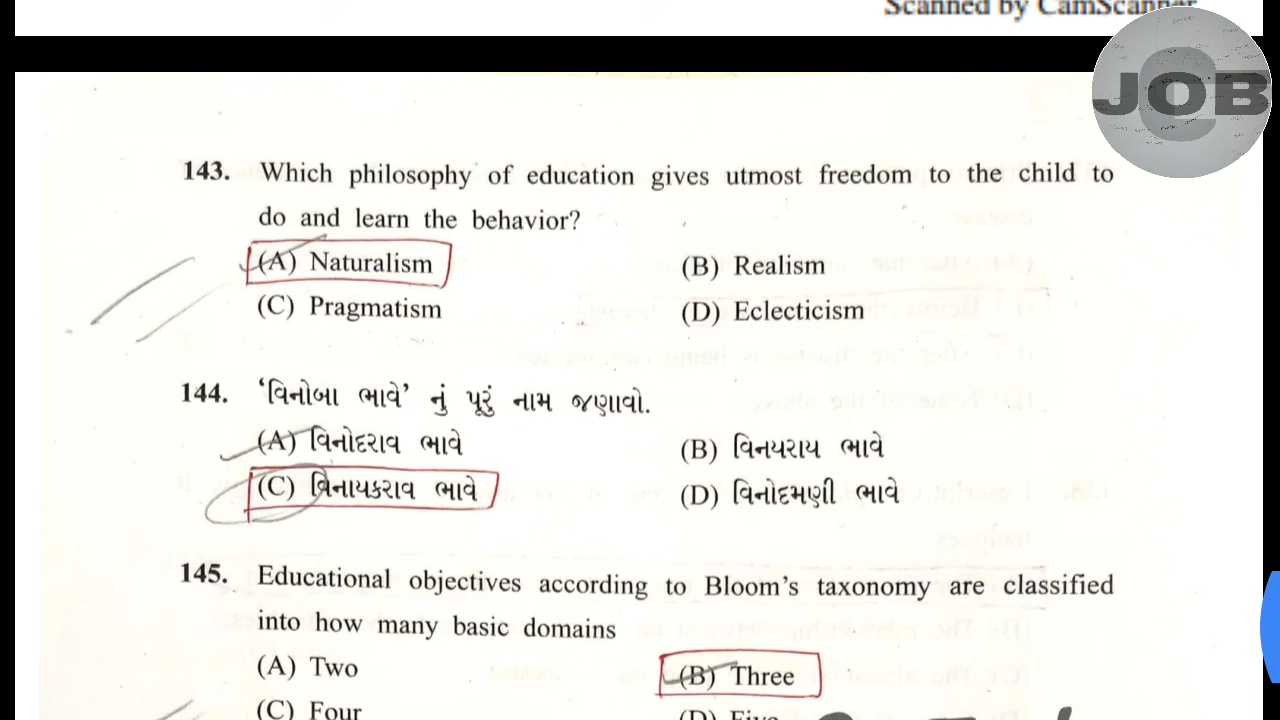 Scanned by CamScanner
JOB
143. Which philosophy of education gives utmost freedom to the child to
do and learn the behavior?
(A) Naturalism (B) Realism
(C) Pragmatism (D) Eclecticism
144. ‘વિનોબા ભાવે’ નું પૂરું નામ જણાવો.
(A) વિનોદરાવ ભાવે (B) વિનયરાય ભાવે
(C) વિનાયકરાવ ભાવે (D) વિનોદમણી ભાવે
145. Educational objectives according to Bloom’s taxonomy are classified
into how many basic domains
(A) Two (B) Three
(C) Four (D) Five